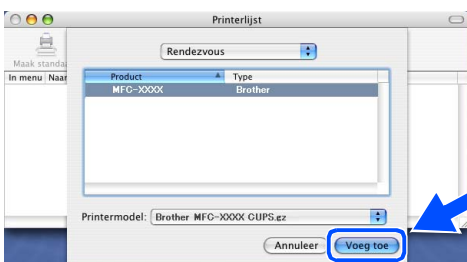 Printerlijst
Rendezvous
Maak standa
In menu Naar
Product Type
MFC-XXXX Brother
Printermodel: Brother MFC-XXXX CUPS.gz
Annuleer Voeg toe